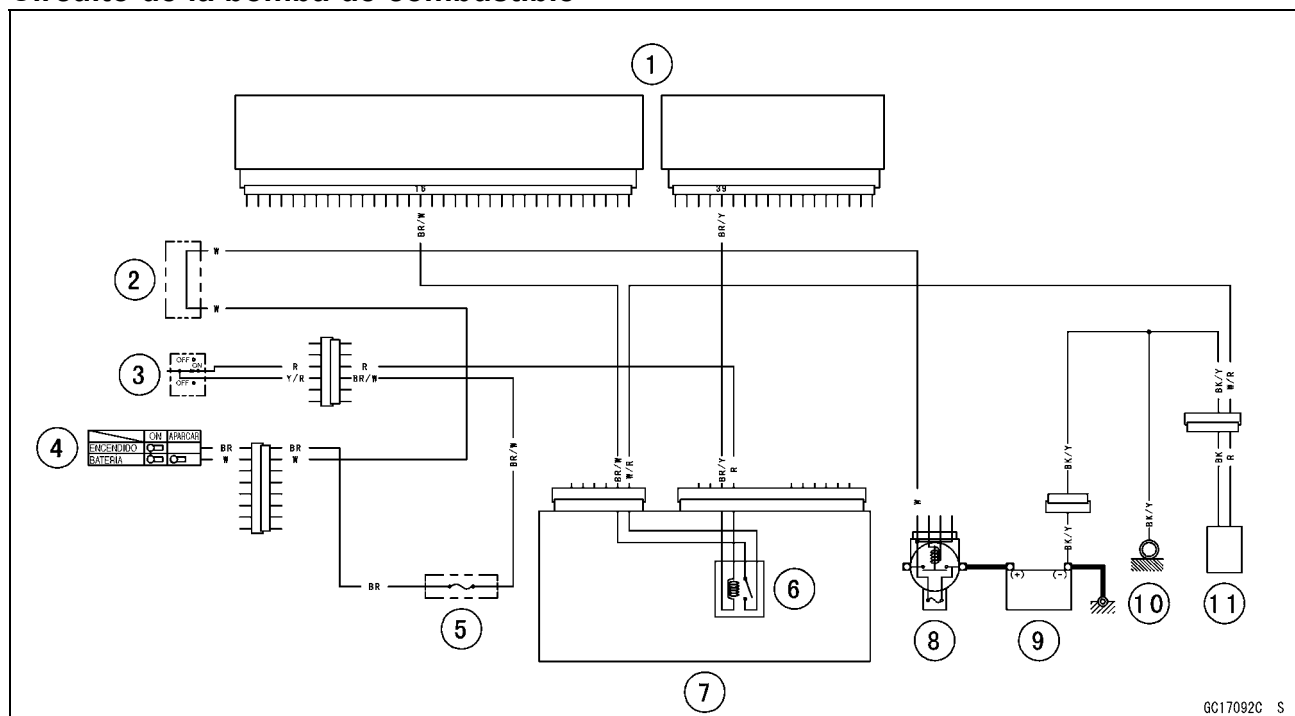 Circuito de la bomba de combustible
1
16
39
BR/W
BR/Y
2
W
W
3
OFF
ON
OFF
R
R
Y/R
BR/W
4
ON APARCAR
ENCENDIDO
BATERIA
BR
BR
W
W
BR/W
BR/W
W/R
BR/Y
R
W
BK/Y
BK/Y
BK/Y
BK/Y
W/R
BK
R
BR
5
6
7
8
(+)
(-)
9
10
11
GC17092C S